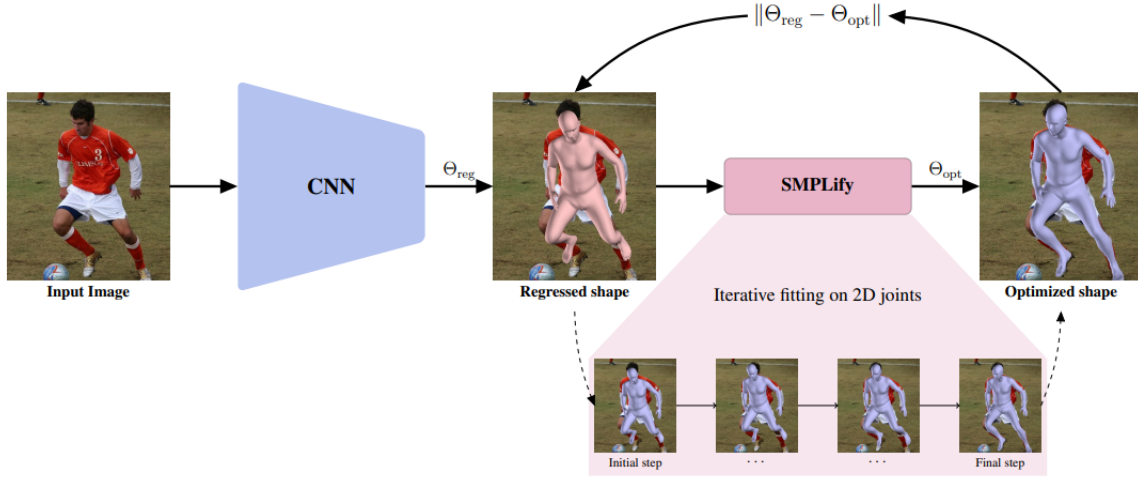 ‖Θreg − Θopt‖
3
CNN
Θreg
SMPLify
Θopt
Input Image
Regressed shape
Iterative fitting on 2D joints
Optimized shape
Initial step
· · ·
· · ·
Final step